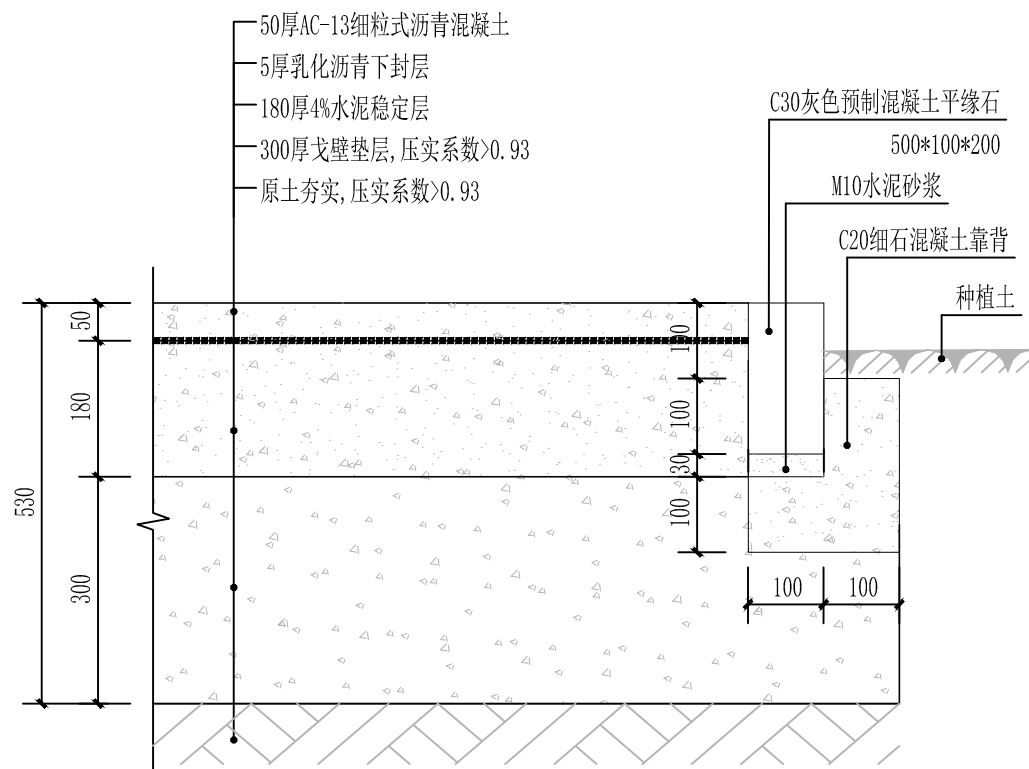 50厚AC-13细粒式沥青混凝土
5厚乳化沥青下封层
180厚4%水泥稳定层
300厚戈壁垫层,压实系数>0.93
原土夯实,压实系数>0.93
C30灰色预制混凝土平缘石
500*100*200
M10水泥砂浆
C20细石混凝土靠背
种植土
50
180
300
530
100
100
30
100
100
100